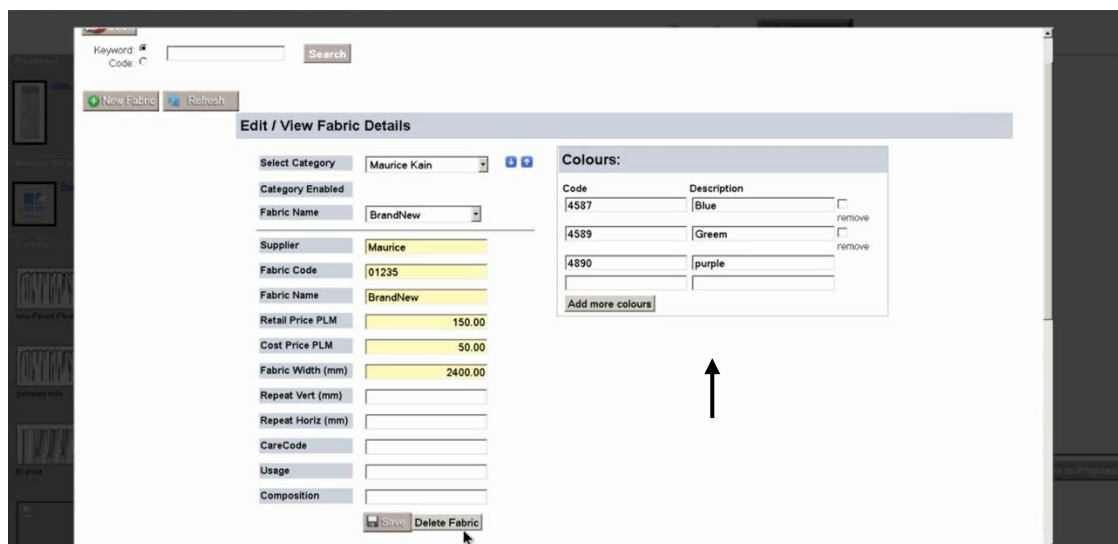 Keyword:
Code:
Search
New Fabric
Refresh
Edit / View Fabric Details
Select Category
Maurice Kain
Category Enabled
Fabric Name
BrandNew
Supplier
Maurice
Fabric Code
01235
Fabric Name
BrandNew
Retail Price PLM
150.00
Cost Price PLM
50.00
Fabric Width (mm)
2400.00
Repeat Vert (mm)
Repeat Horiz (mm)
CareCode
Usage
Composition
Save
Delete Fabric
Colours:
Code Description
4587 Blue
remove
4589 Greem
remove
4890 purple
Add more colours